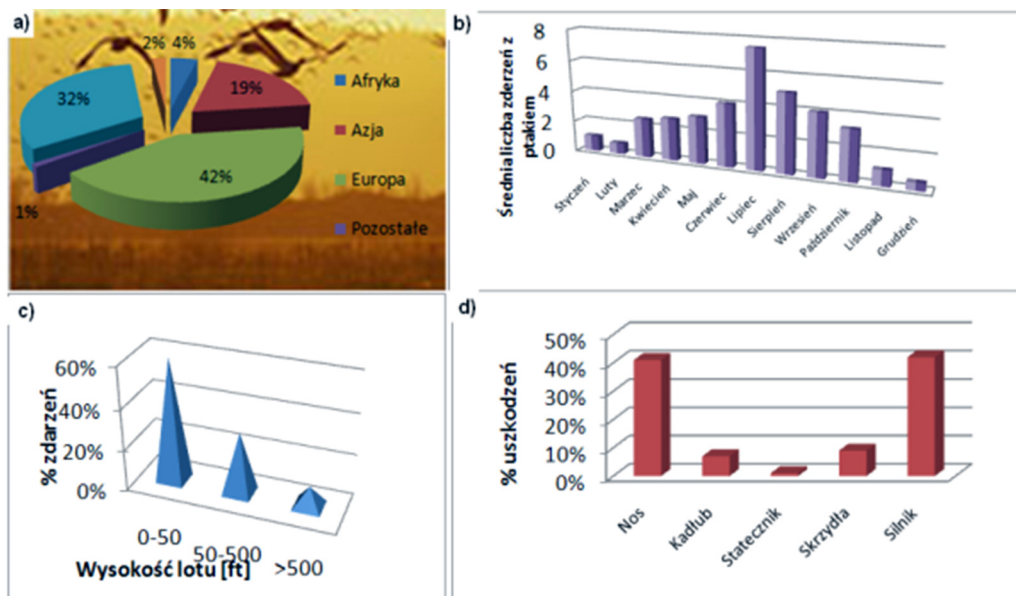 a)
2%
4%
32%
19%
42%
1%
Afryka
Azja
Europa
Pozostałe
b)
Średnialiczba zderzeń z
ptakiem
8
6
4
2
0
Styczeń
Luty
Marzec
Kwiecień
Maj
Czerwiec
Lipiec
Sierpień
Wrzesień
Październik
Listopad
Grudzień
c)
% zdarzeń
60%
40%
20%
0%
0-50
50-500
>500
Wysokość lotu [ft]
d)
% uszkodzeń
50%
40%
30%
20%
10%
0%
Nos
Kadłub
Statecznik
Skrzydła
Silnik